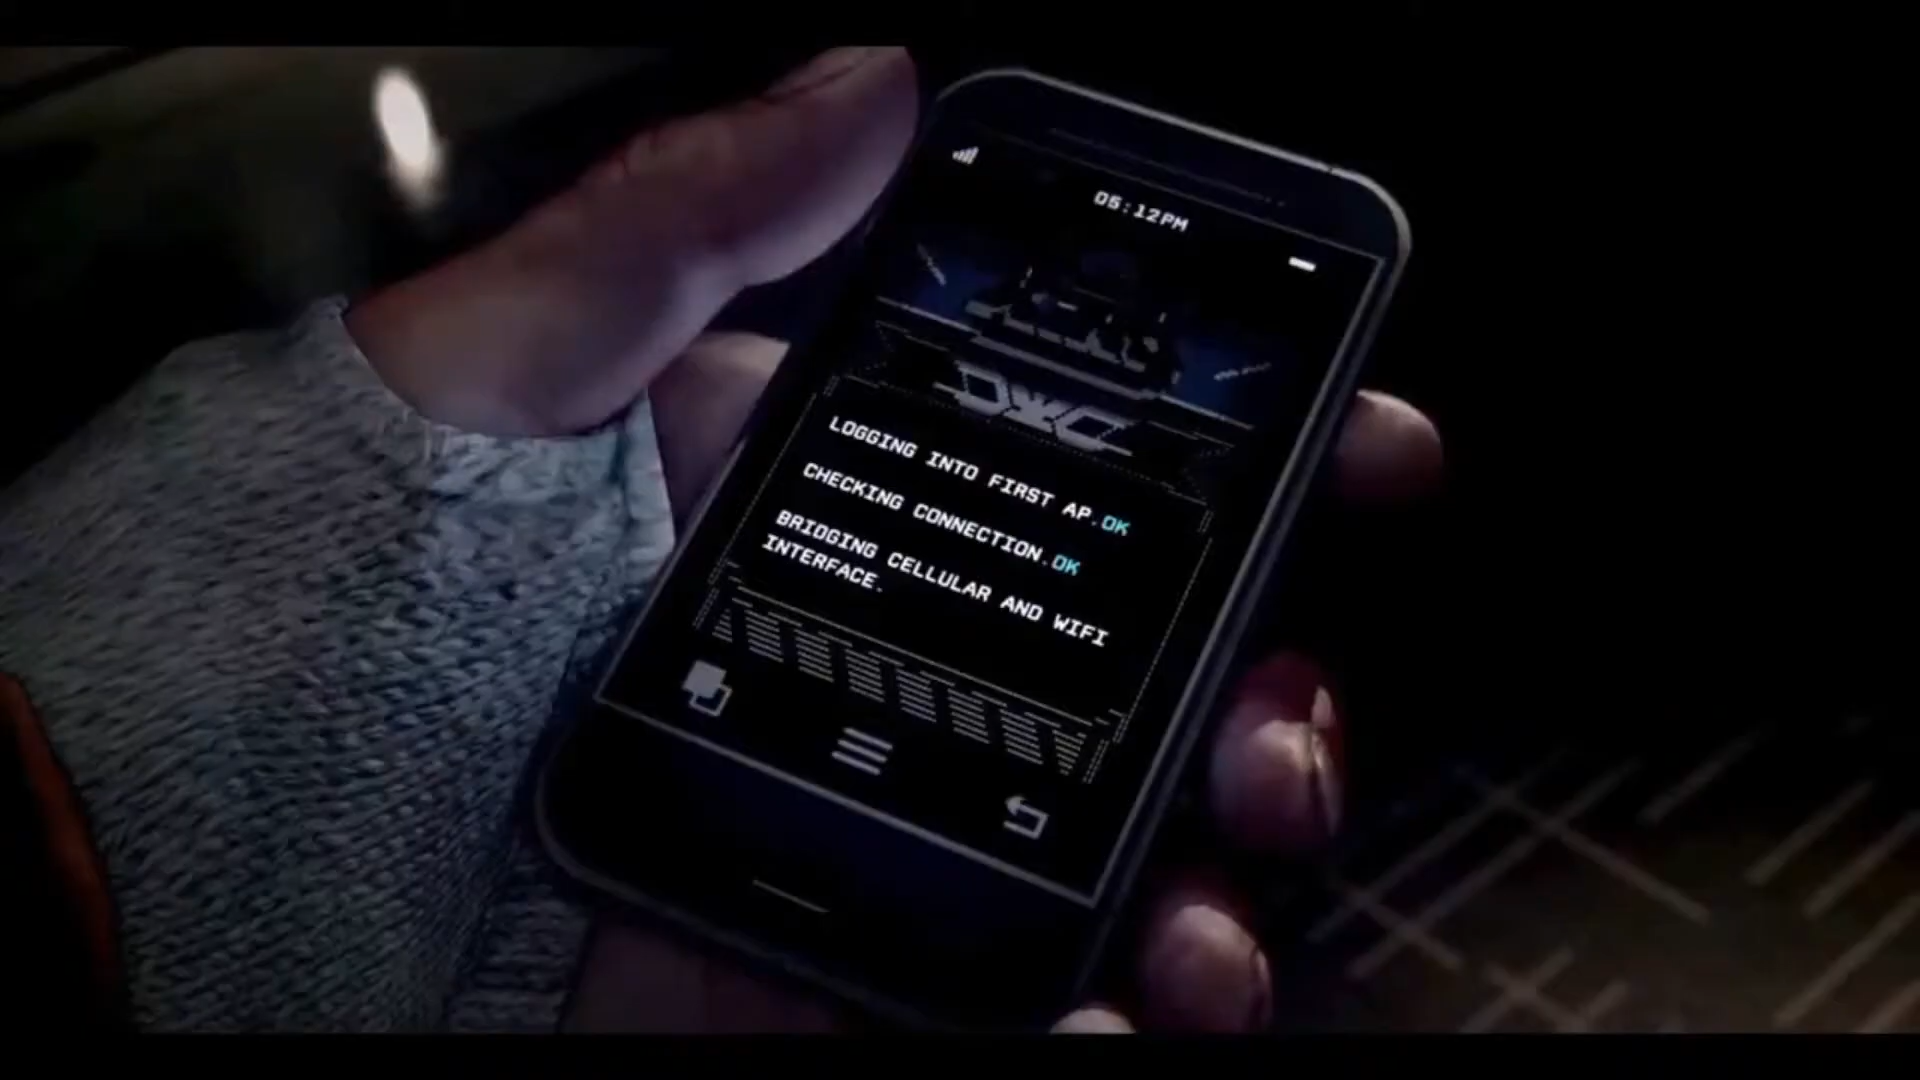 05:12PM
LOGGING INTO FIRST AP.OK
CHECKING CONNECTION.OK
BRIDGING CELLULAR AND WIFI
INTERFACE.